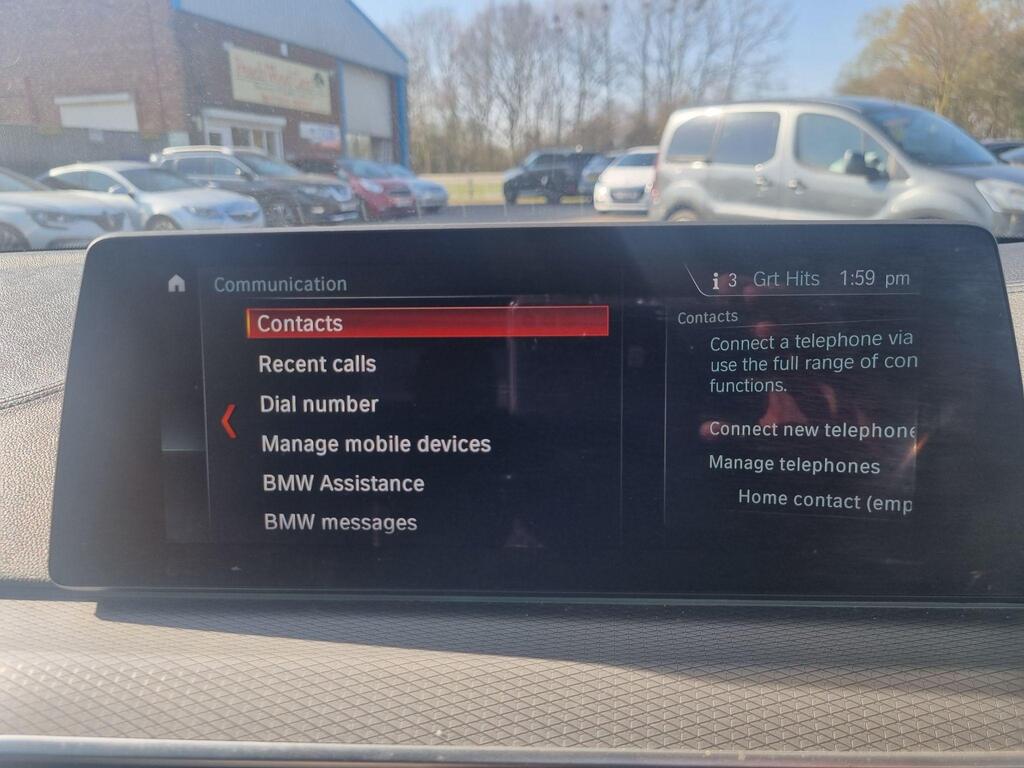 Communication
3 Grt Hits 1:59 pm
Contacts
Recent calls
Dial number
Manage mobile devices
BMW Assistance
BMW messages
Contacts
Connect a telephone via
use the full range of con
functions.
Connect new telephone
Manage telephones
Home contact (emp